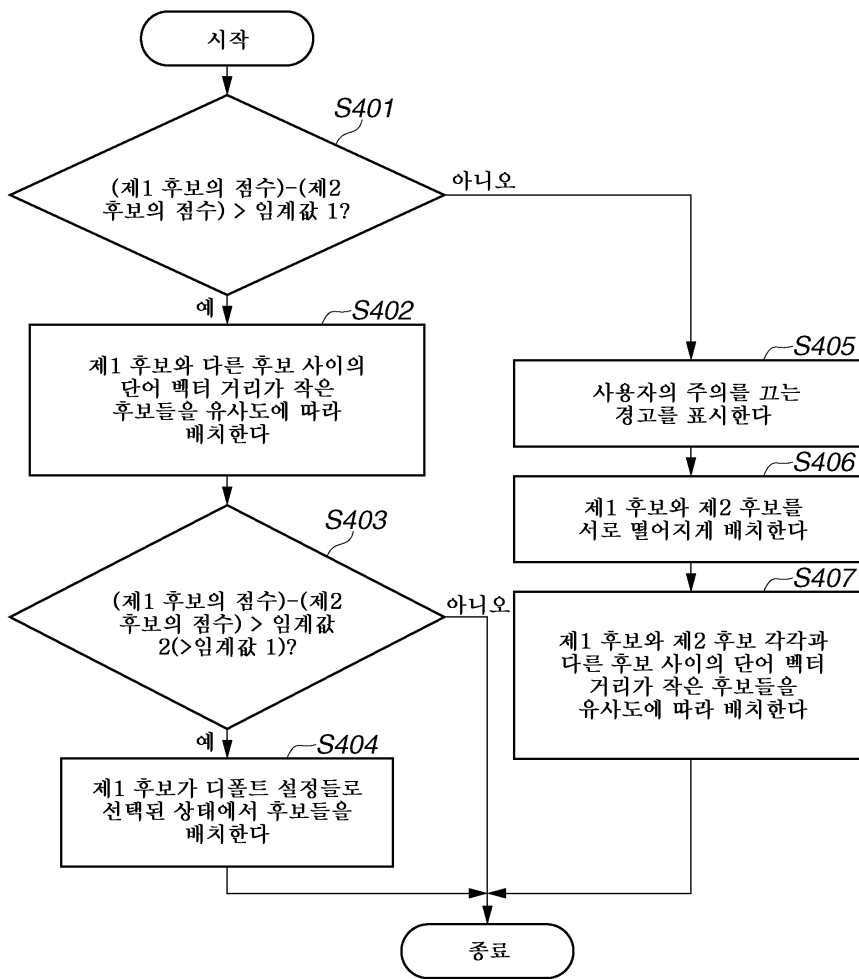 시작
S401
(제1 후보의 점수)-(제2
후보의 점수) > 임계값 1?
아니오
예
S402
제1 후보와 다른 후보 사이의
단어 벡터 거리가 작은
후보들을 유사도에 따라
배치한다
S403
(제1 후보의 점수)-(제2
후보의 점수) > 임계값
2(>임계값 1)?
아니오
예
S404
제1 후보가 디폴트 설정들로
선택된 상태에서 후보들을
배치한다
S405
사용자의 주의를 끄는
경고를 표시한다
S406
제1 후보와 제2 후보를
서로 떨어지게 배치한다
S407
제1 후보와 제2 후보 각각과
다른 후보 사이의 단어 벡터
거리가 작은 후보들을
유사도에 따라 배치한다
종료